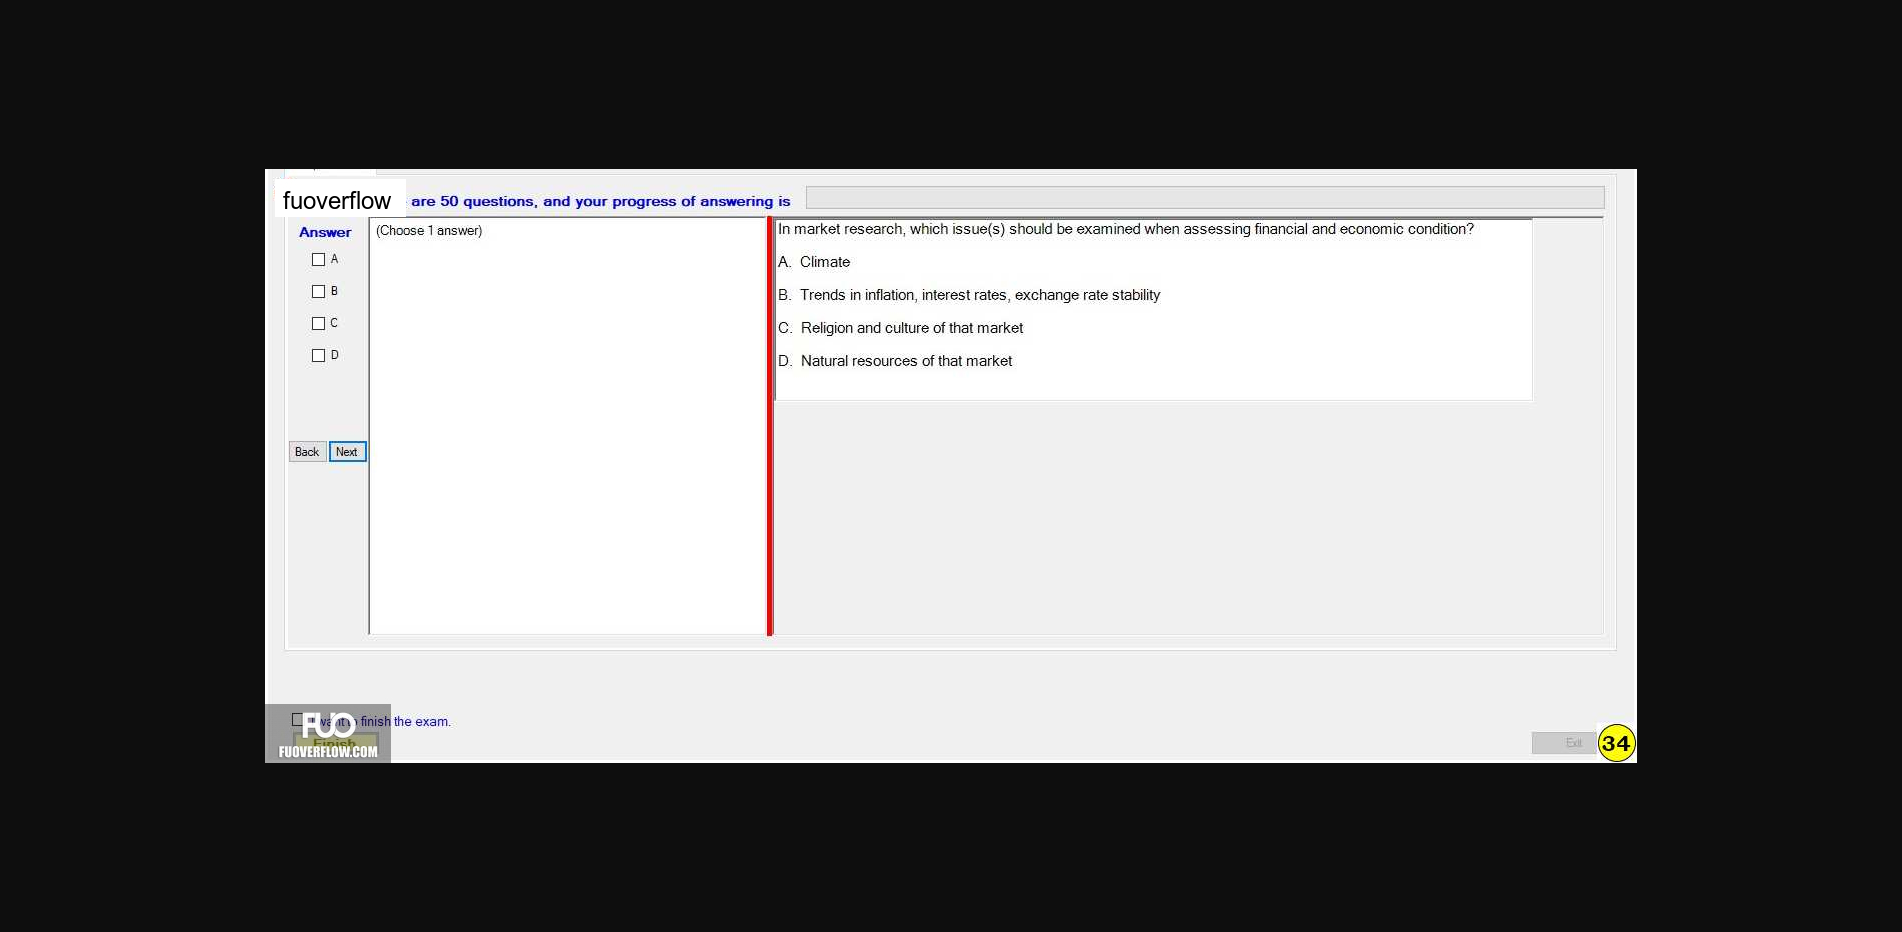 fuoverflow are 50 questions, and your progress of answering is
Answer
A
B
C
D
Back Next
(Choose 1 answer)
In market research, which issue(s) should be examined when assessing financial and economic condition?
A. Climate
B. Trends in inflation, interest rates, exchange rate stability
C. Religion and culture of that market
D. Natural resources of that market
I want to finish the exam.
Finish
FUO
FUOVERFLOW.COM
Exit
34